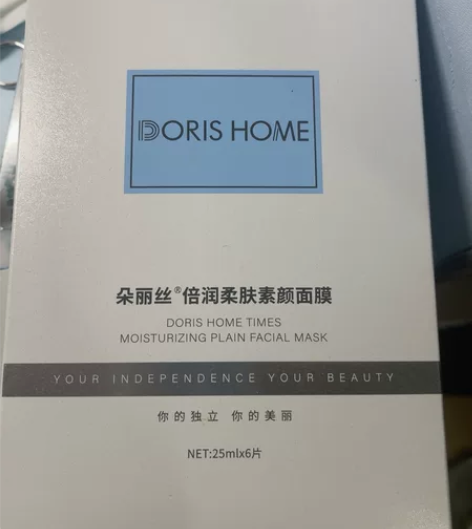 DORIS HOME
朵丽丝®倍润柔肤素颜面膜
DORIS HOME TIMES
MOISTURIZING PLAIN FACIAL MASK
YOUR INDEPENDENCE YOUR BEAUTY
你的独立 你的美丽
NET:25mlx6片